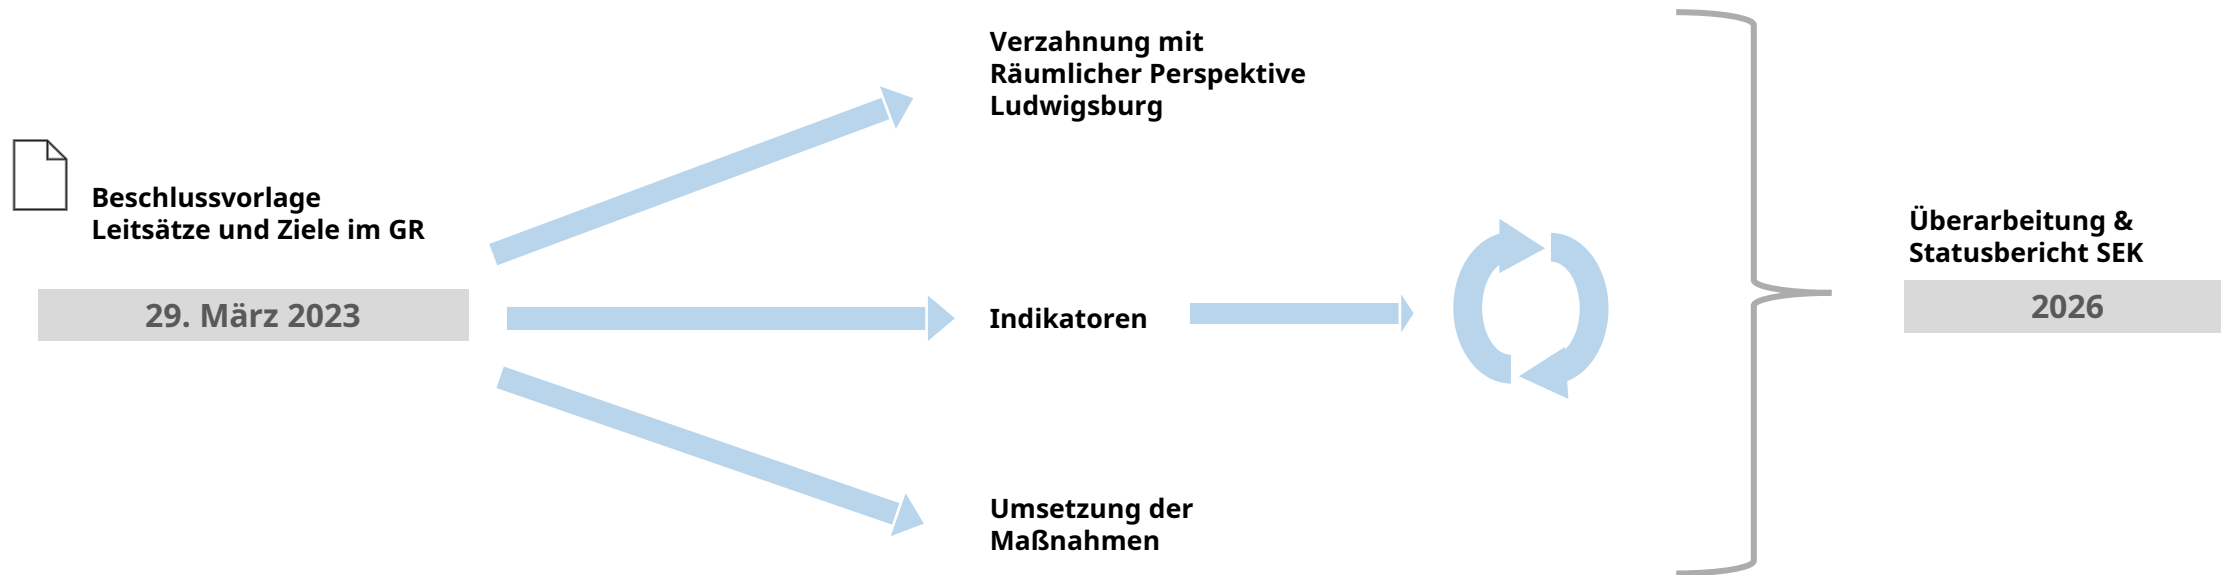 Beschlussvorlage
Leitsätze und Ziele im GR
29. März 2023
Verzahnung mit
Räumlicher Perspektive
Ludwigsburg
Indikatoren
Umsetzung der
Maßnahmen
Überarbeitung &
Statusbericht SEK
2026